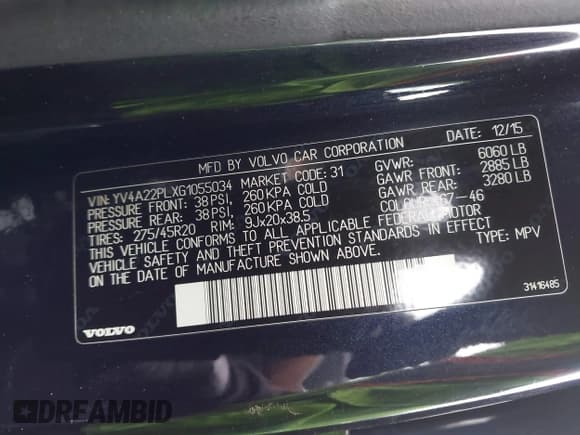 MFD BY VOLVO CAR CORPORATION DATE: 12/15
VIN: YV4A22PLXG1055034 MARKET CODE: 31 GVWR: 6060 LB
PRESSURE FRONT: 38 PSI, 260 KPA COLD GAWR FRONT: 2885 LB
PRESSURE REAR: 38 PSI, 260 KPA COLD GAWR REAR: 3280 LB
TIRES: 275/45R20 RIM: 9Jx20x38.5 COLOUR: 467-46
THIS VEHICLE CONFORMS TO ALL APPLICABLE FEDERAL MOTOR
VEHICLE SAFETY AND THEFT PREVENTION STANDARDS IN EFFECT
ON THE DATE OF MANUFACTURE SHOWN ABOVE. TYPE: MPV
31416485
VOLVO
DREAMBID